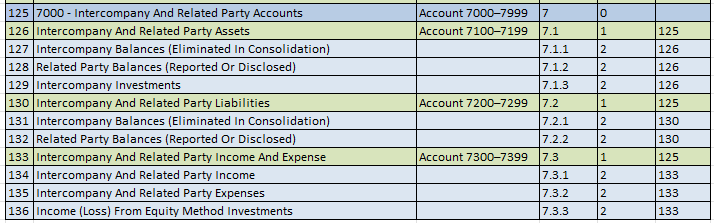 125 7000 - Intercompany And Related Party Accounts Account 7000–7999 7 0
126 Intercompany And Related Party Assets Account 7100–7199 7.1 1 125
127 Intercompany Balances (Eliminated In Consolidation) 7.1.1 2 126
128 Related Party Balances (Reported Or Disclosed) 7.1.2 2 126
129 Intercompany Investments 7.1.3 2 126
130 Intercompany And Related Party Liabilities Account 7200–7299 7.2 1 125
131 Intercompany Balances (Eliminated In Consolidation) 7.2.1 2 130
132 Related Party Balances (Reported Or Disclosed) 7.2.2 2 130
133 Intercompany And Related Party Income And Expense Account 7300–7399 7.3 1 125
134 Intercompany And Related Party Income 7.3.1 2 133
135 Intercompany And Related Party Expenses 7.3.2 2 133
136 Income (Loss) From Equity Method Investments 7.3.3 2 133